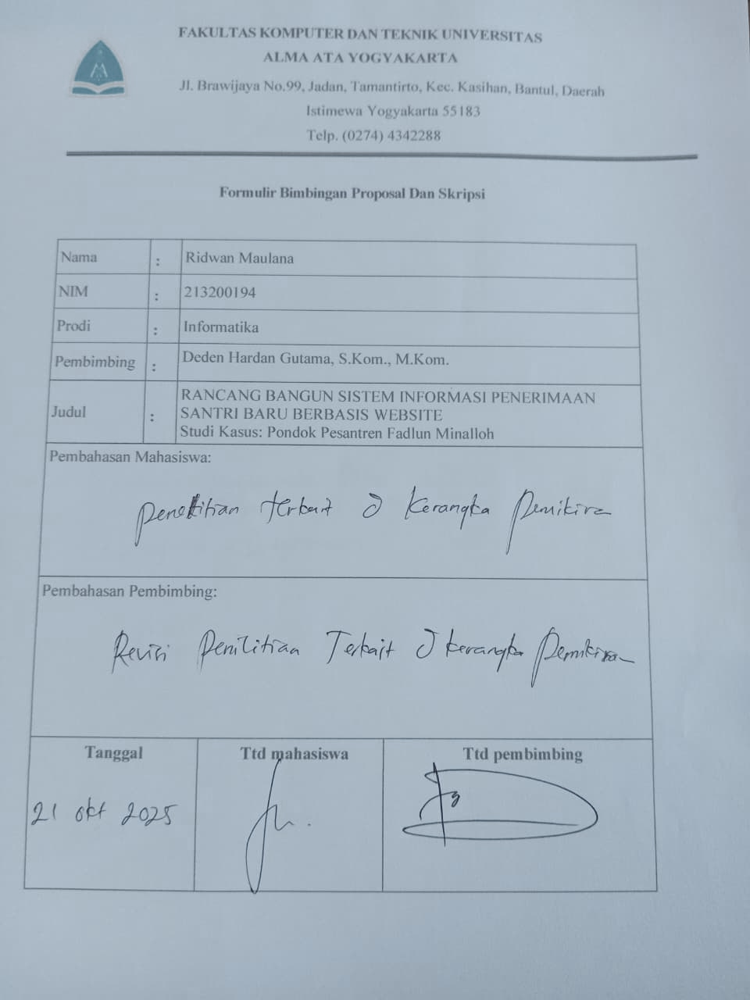 FAKULTAS KOMPUTER DAN TEKNIK UNIVERSITAS
ALMA ATA YOGYAKARTA
Jl. Brawijaya No.99, Jadan, Tamantirto, Kec. Kasihan, Bantul, Daerah
Istimewa Yogyakarta 55183
Telp. (0274) 4342288
Formulir Bimbingan Proposal Dan Skripsi
Nama : Ridwan Maulana
NIM : 213200194
Prodi : Informatika
Pembimbing : Deden Hardan Gutama, S.Kom., M.Kom.
Judul : RANCANG BANGUN SISTEM INFORMASI PENERIMAAN
SANTRI BARU BERBASIS WEBSITE
Studi Kasus: Pondok Pesantren Fadlun Minalloh
Pembahasan Mahasiswa:
terkait & Kerangka Pemikiran
Pembahasan Pembimbing:
Revisi Penilitian Terkait & kerangka Pemikiran
Tanggal Ttd mahasiswa Ttd pembimbing
21 okt 2025